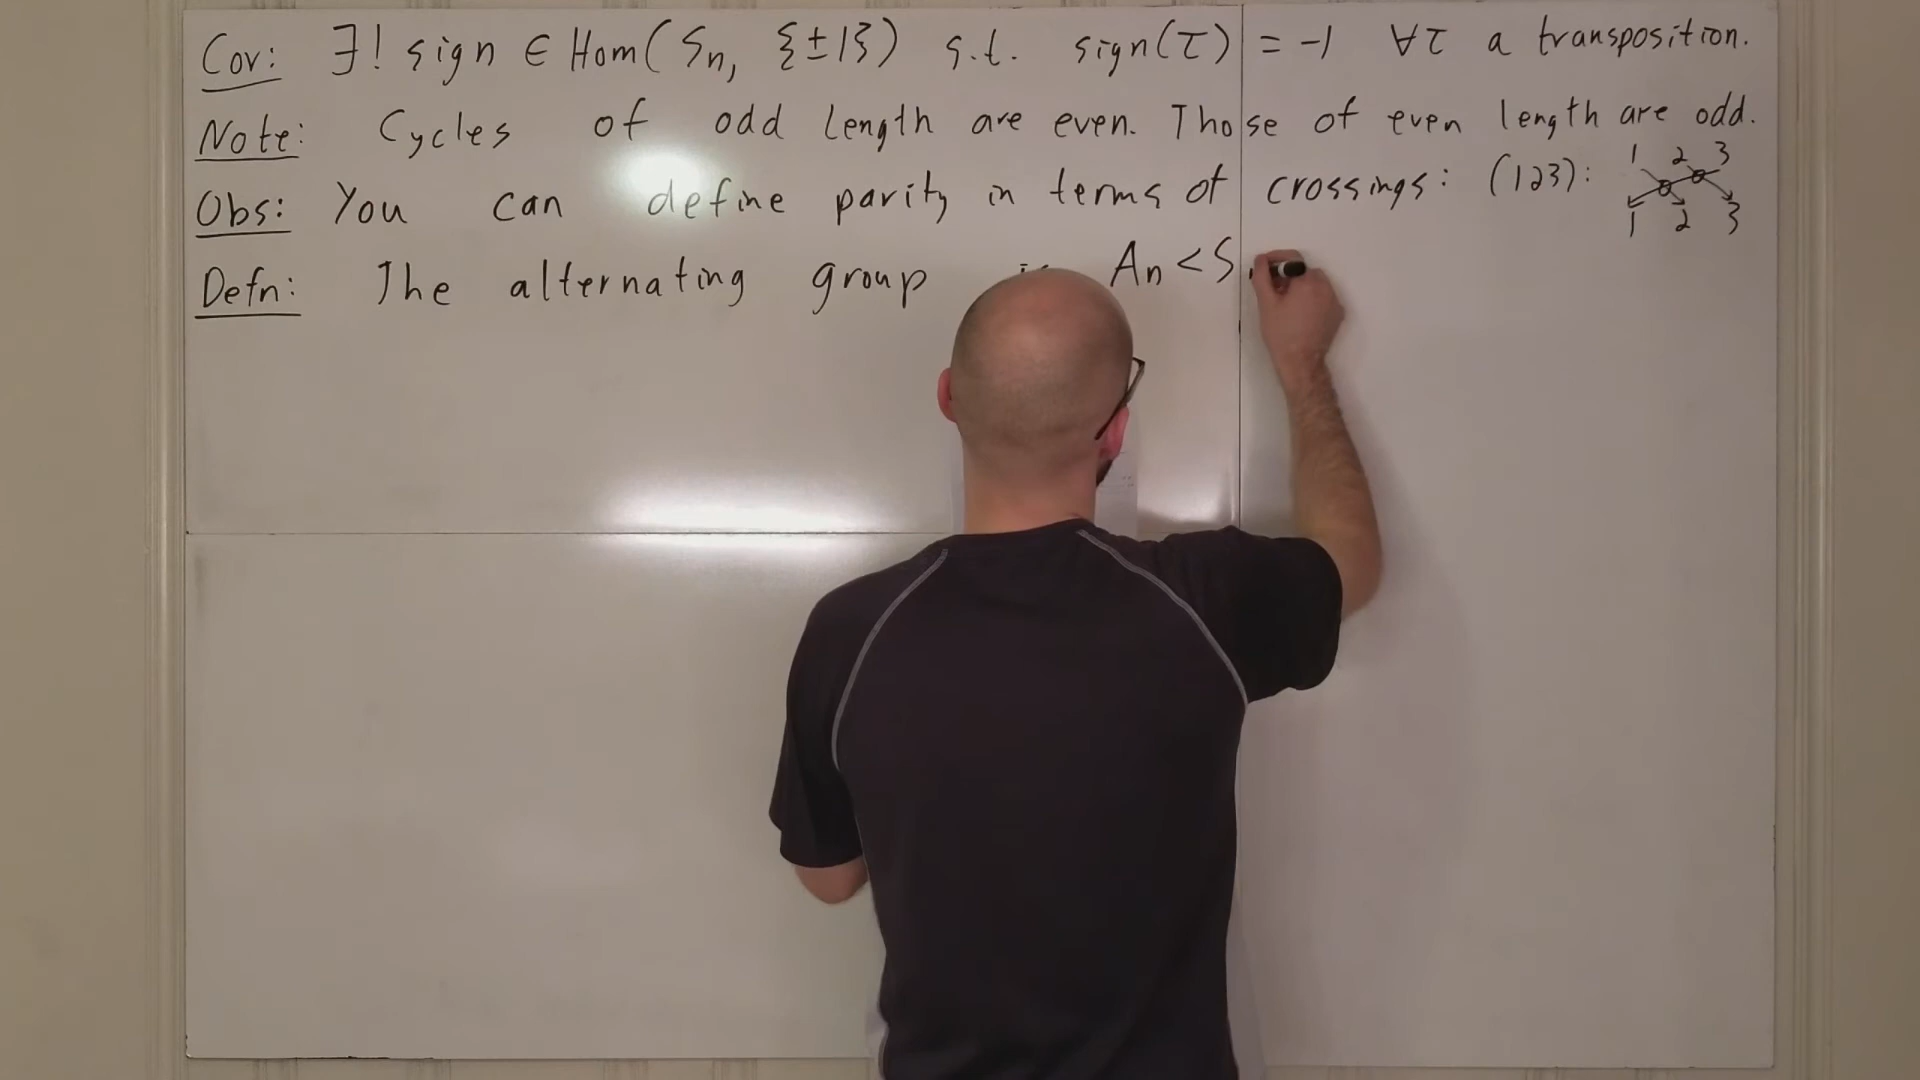 Cor: ∃! sign ∈ Hom(Sn, {±1}) s.t. sign(τ) = -1 ∀τ a transposition.
Note: Cycles of odd length are even. Those of even length are odd.
Obs: You can define parity in terms of crossings: (123): 1 2 3
1 2 3
Defn: The alternating group An < S